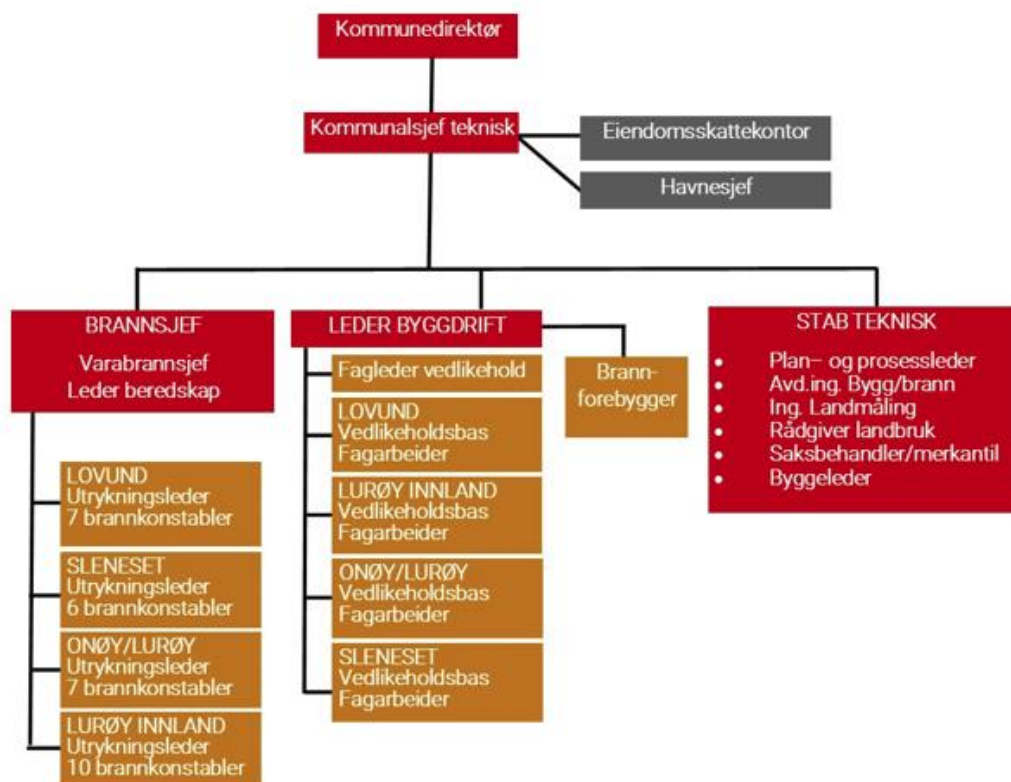 Kommunedirektør
Kommunalsjef teknisk
Eiendomsskattekontor
Havnesjef
BRANNSJEF
Varabrannsjef
Leder beredskap
LOVUND
Utrykningsleder
7 brannkonstabler
SLENESET
Utrykningsleder
6 brannkonstabler
ONØY/LURØY
Utrykningsleder
7 brannkonstabler
LURØY INNLAND
Utrykningsleder
10 brannkonstabler
LEDER BYGGDRIFT
Fagleder vedlikehold
LOVUND
Vedlikeholdsbas
Fagarbeider
LURØY INNLAND
Vedlikeholdsbas
Fagarbeider
ONØY/LURØY
Vedlikeholdsbas
Fagarbeider
SLENESET
Vedlikeholdsbas
Fagarbeider
Brann-
forebygger
STAB TEKNISK
• Plan– og prosessleder
• Avd.ing. Bygg/brann
• Ing. Landmåling
• Rådgiver landbruk
• Saksbehandler/merkantil
• Byggeleder